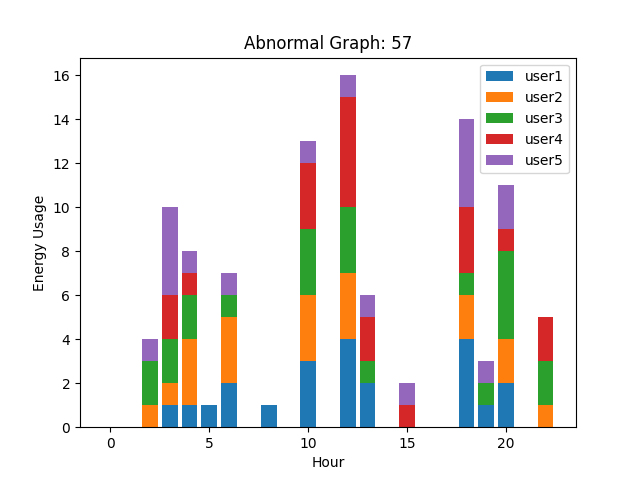 Abnormal Graph: 57
16
14
12
10
8
6
4
2
0
Energy Usage
user1
user2
user3
user4
user5
0 5 10 15 20
Hour